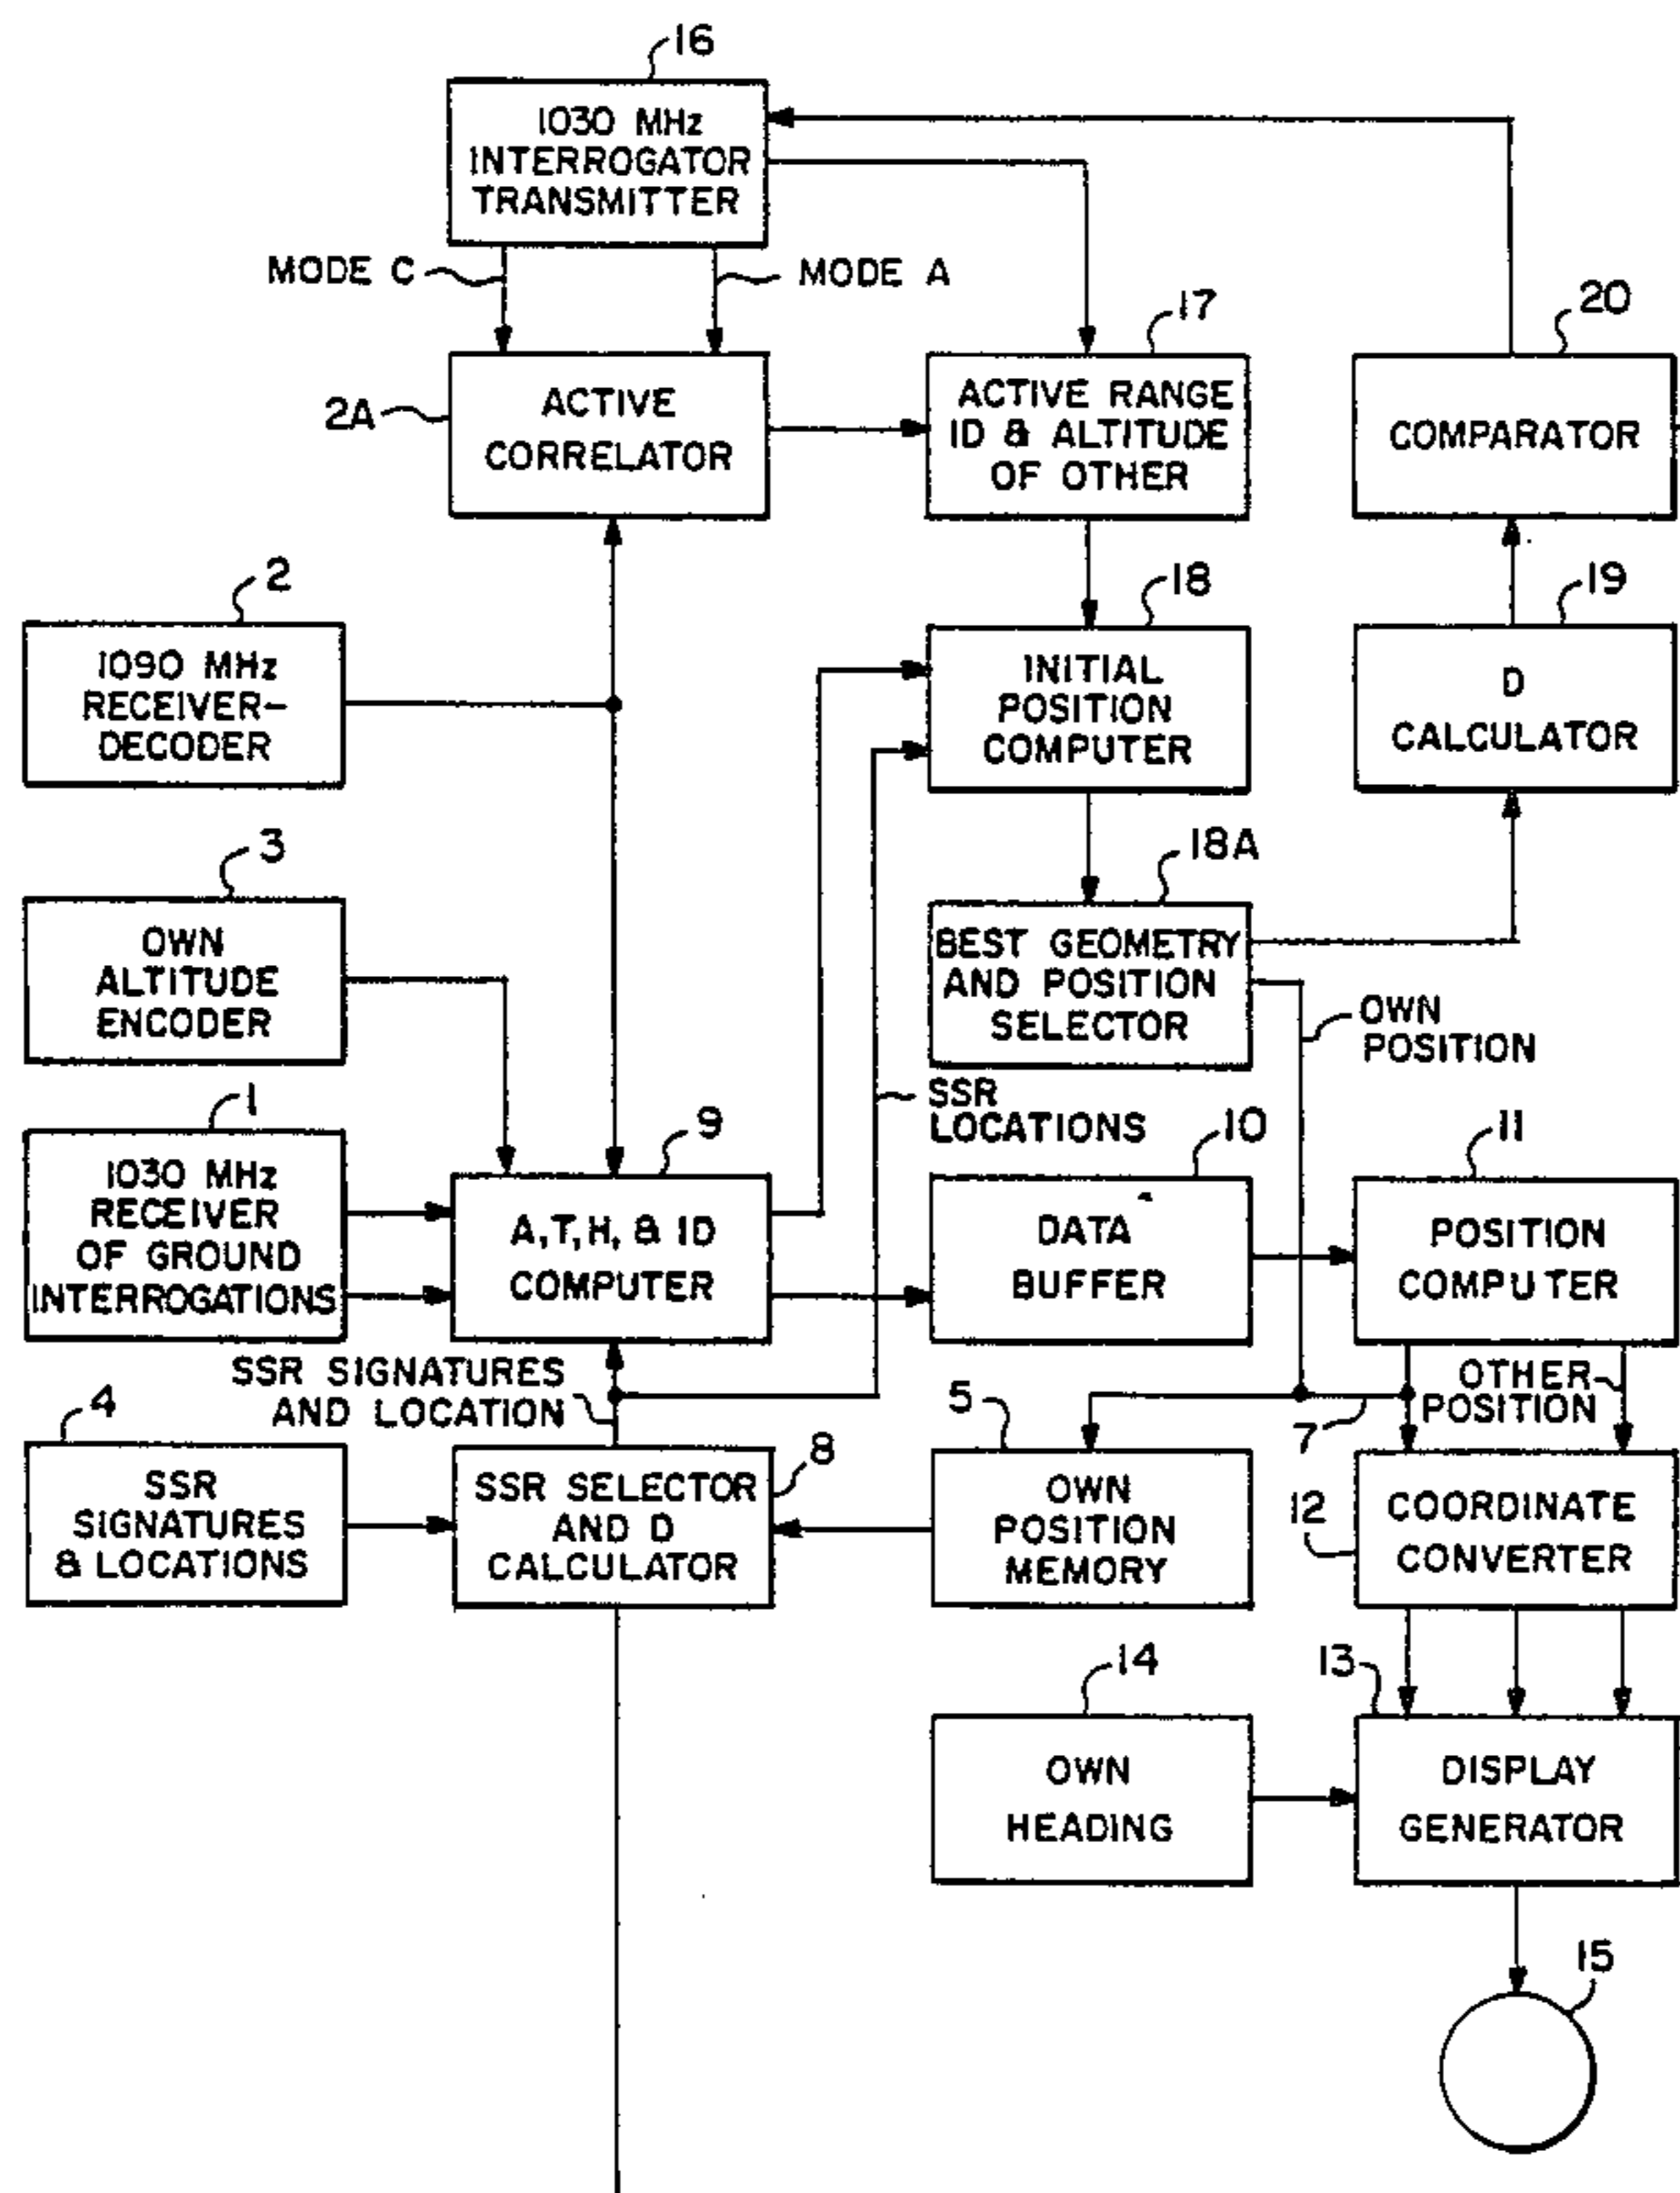 16
1030 MHz
INTERROGATOR
TRANSMITTER
MODE C
MODE A
2A
ACTIVE
CORRELATOR
17
ACTIVE RANGE
ID & ALTITUDE
OF OTHER
20
COMPARATOR
2
1090 MHz
RECEIVER-
DECODER
18
INITIAL
POSITION
COMPUTER
19
D
CALCULATOR
3
OWN
ALTITUDE
ENCODER
18A
BEST GEOMETRY
AND POSITION
SELECTOR
OWN
POSITION
SSR
LOCATIONS
1
1030 MHz
RECEIVER
OF GROUND
INTERROGATIONS
9
A,T,H, & ID
COMPUTER
10
DATA
BUFFER
11
POSITION
COMPUTER
SSR SIGNATURES
AND LOCATION
OTHER
POSITION
7
4
SSR
SIGNATURES
& LOCATIONS
8
SSR SELECTOR
AND D
CALCULATOR
5
OWN
POSITION
MEMORY
12
COORDINATE
CONVERTER
14
OWN
HEADING
13
DISPLAY
GENERATOR
15